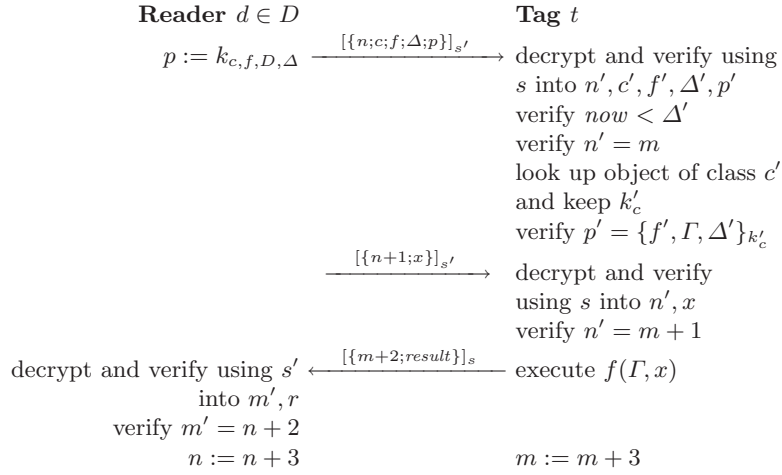 Reader d ∈ D Tag t
p := k_{c,f,D,Δ} [{n;c;f;Δ;p}]_{s′} decrypt and verify using
s into n′, c′, f′, Δ′, p′
verify now < Δ′
verify n′ = m
look up object of class c′
and keep k′_c
verify p′ = {f′, Γ, Δ′}_{k′_c}
[{n+1;x}]_{s′} decrypt and verify
using s into n′, x
verify n′ = m + 1
decrypt and verify using s′ [{m+2;result}]_s execute f(Γ, x)
into m′, r
verify m′ = n + 2
n := n + 3 m := m + 3